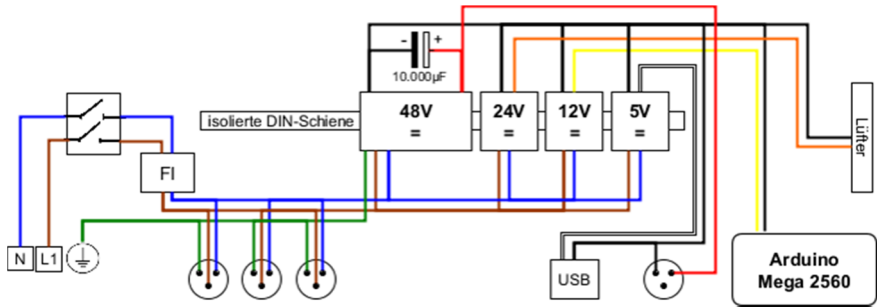 - +
10.000µF
48V
=
24V
=
12V
=
5V
=
isolierte DIN-Schiene
Lüfter
FI
N
L1
USB
Arduino
Mega 2560